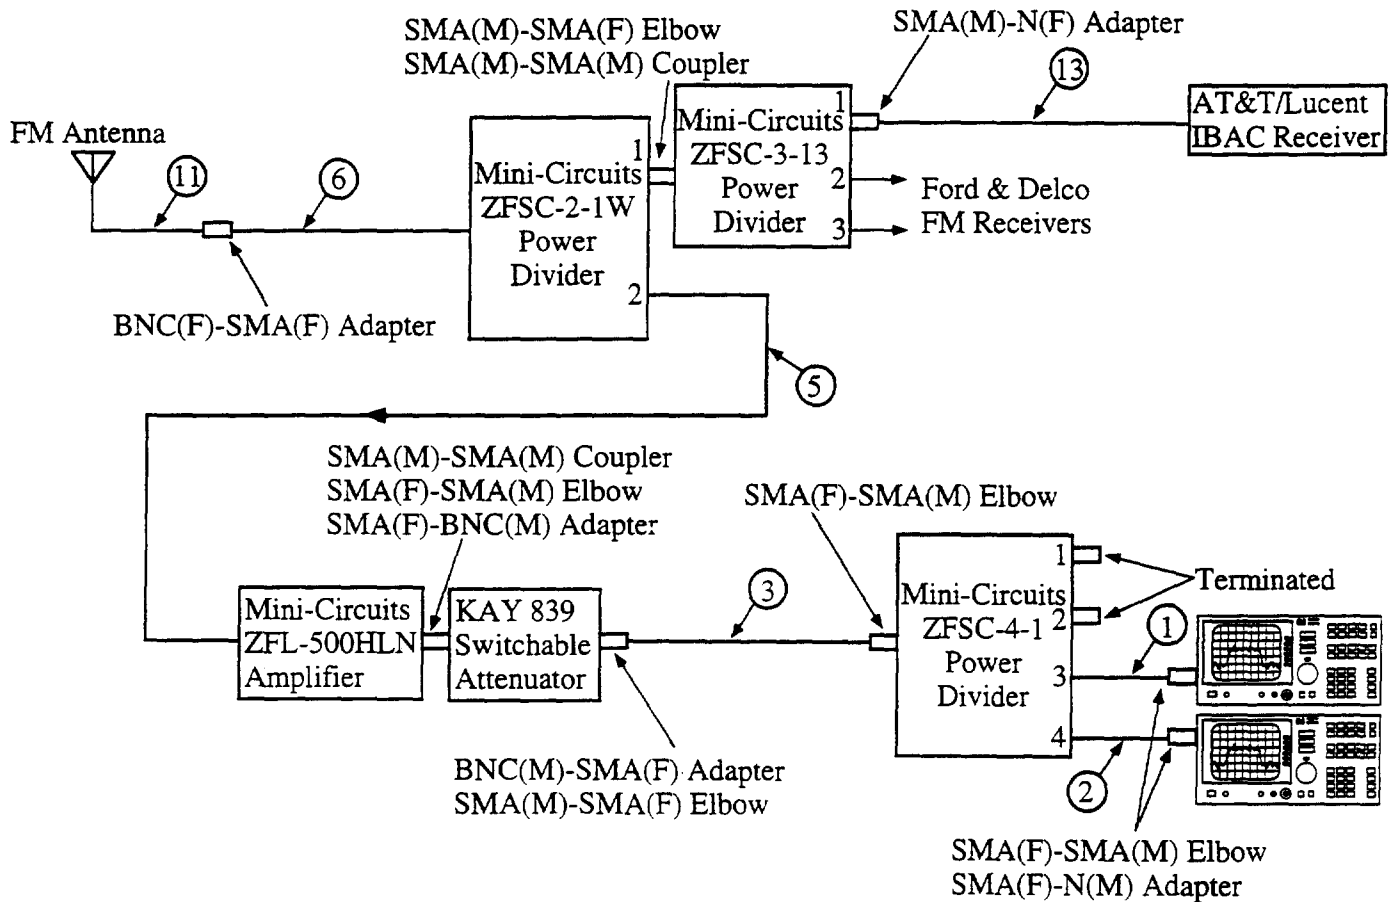 SMA(M)-SMA(F) Elbow
SMA(M)-SMA(M) Coupler
SMA(M)-N(F) Adapter
13
FM Antenna
11
6
BNC(F)-SMA(F) Adapter
1
Mini-Circuits
ZFSC-2-1W
Power
Divider
2
1
Mini-Circuits
ZFSC-3-13
Power
Divider
2
3
AT&T/Lucent
IBAC Receiver
Ford & Delco
FM Receivers
5
SMA(M)-SMA(M) Coupler
SMA(F)-SMA(M) Elbow
SMA(F)-BNC(M) Adapter
SMA(F)-SMA(M) Elbow
Mini-Circuits
ZFL-500HLN
Amplifier
KAY 839
Switchable
Attenuator
3
BNC(M)-SMA(F) Adapter
SMA(M)-SMA(F) Elbow
1
Mini-Circuits
2
ZFSC-4-1
Power
Divider
3
4
Terminated
1
2
SMA(F)-SMA(M) Elbow
SMA(F)-N(M) Adapter